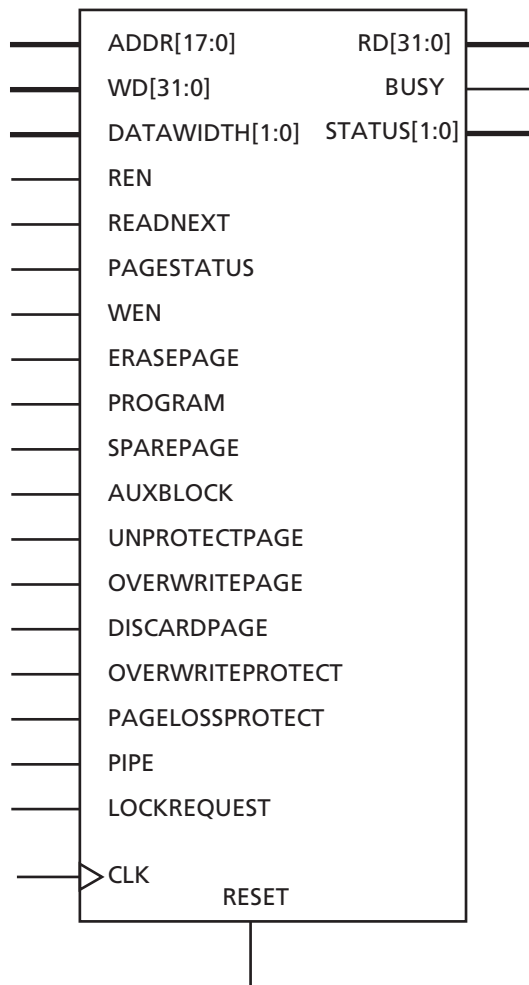 ADDR[17:0] RD[31:0]
WD[31:0] BUSY
DATAWIDTH[1:0] STATUS[1:0]
REN
READNEXT
PAGESTATUS
WEN
ERASEPAGE
PROGRAM
SPAREPAGE
AUXBLOCK
UNPROTECTPAGE
OVERWRITEPAGE
DISCARDPAGE
OVERWRITEPROTECT
PAGELOSSPROTECT
PIPE
LOCKREQUEST
CLK
RESET